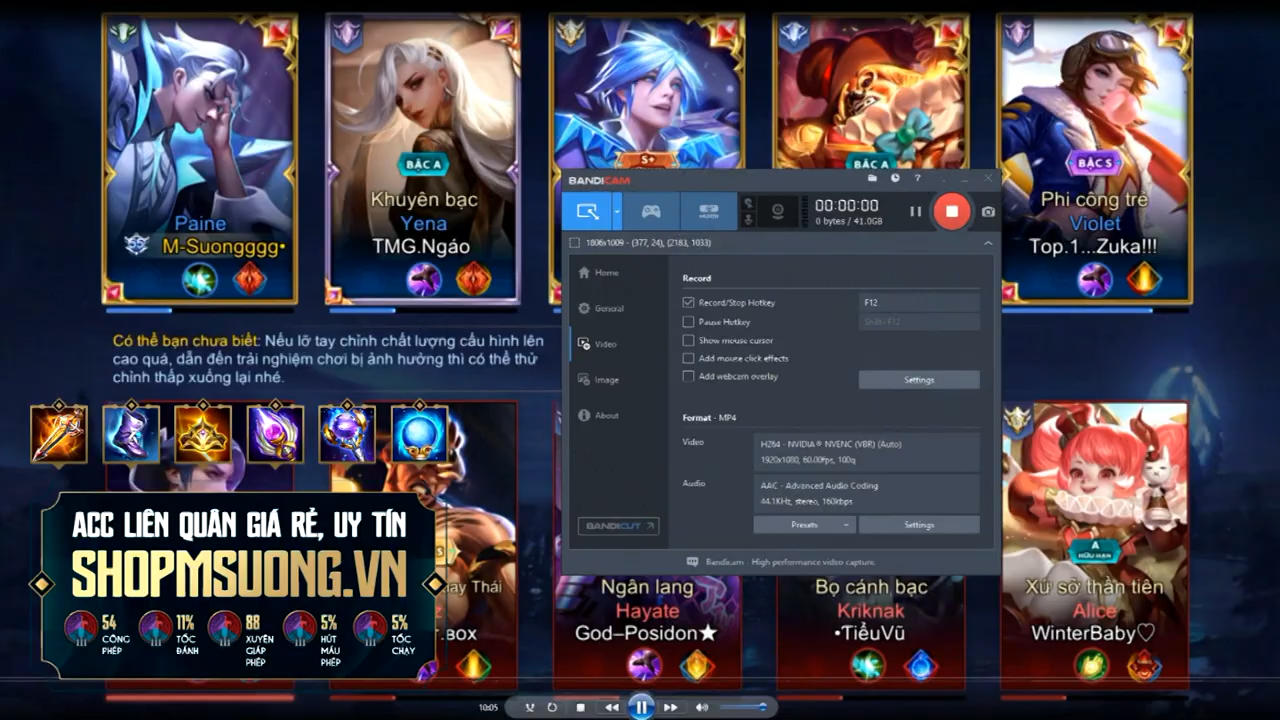 BẬC A
S+
BẬC A
BẬC S
Khuyên bạc
Phi công trẻ
Paine
Yena
Violet
55
M-Suongggg•
TMG.Ngáo
Top.1...Zuka!!!
BANDICAM
?
00:00:00
0 bytes / 41.0GB
1806x1009 - (377, 24), (2183, 1033)
Home
General
Video
Image
About
BANDICUT
Record
Record/Stop Hotkey
F12
Pause Hotkey
Shift+F12
Show mouse cursor
Add mouse click effects
Add webcam overlay
Settings
Format - MP4
Video
H264 - NVIDIA® NVENC (VBR) (Auto)
1920x1080, 60.00fps, 100q
Audio
AAC - Advanced Audio Coding
44.1KHz, stereo, 160kbps
Presets
Settings
Bandicam - High performance video capture.
Có thể bạn chưa biết: Nếu lỡ tay chỉnh chất lượng cấu hình lên
cao quá, dẫn đến trải nghiệm chơi bị ảnh hưởng thì có thể thử
chỉnh thấp xuống lại nhé.
ACC LIÊN QUÂN GIÁ RẺ, UY TÍN
SHOPMSUONG.VN
54
CÔNG
PHÉP
11%
TỐC
ĐÁNH
88
XUYÊN
GIÁP
PHÉP
5%
HÚT
MÁU
PHÉP
5%
TỐC
CHẠY
Thái
Ngân lang
Hayate
God–Posidon★
Bọ cánh bạc
Kriknak
•TiểuVũ
A
HỮU HẠN
Xứ sở thần tiên
Alice
WinterBaby♡
10:05